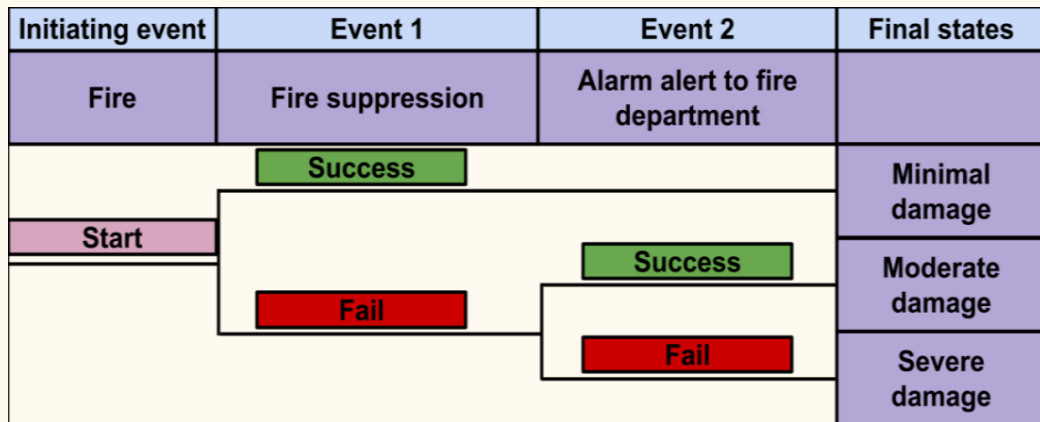 Initiating event
Event 1
Event 2
Final states
Fire
Fire suppression
Alarm alert to fire
department
Success
Minimal
damage
Start
Success
Moderate
damage
Fail
Fail
Severe
damage